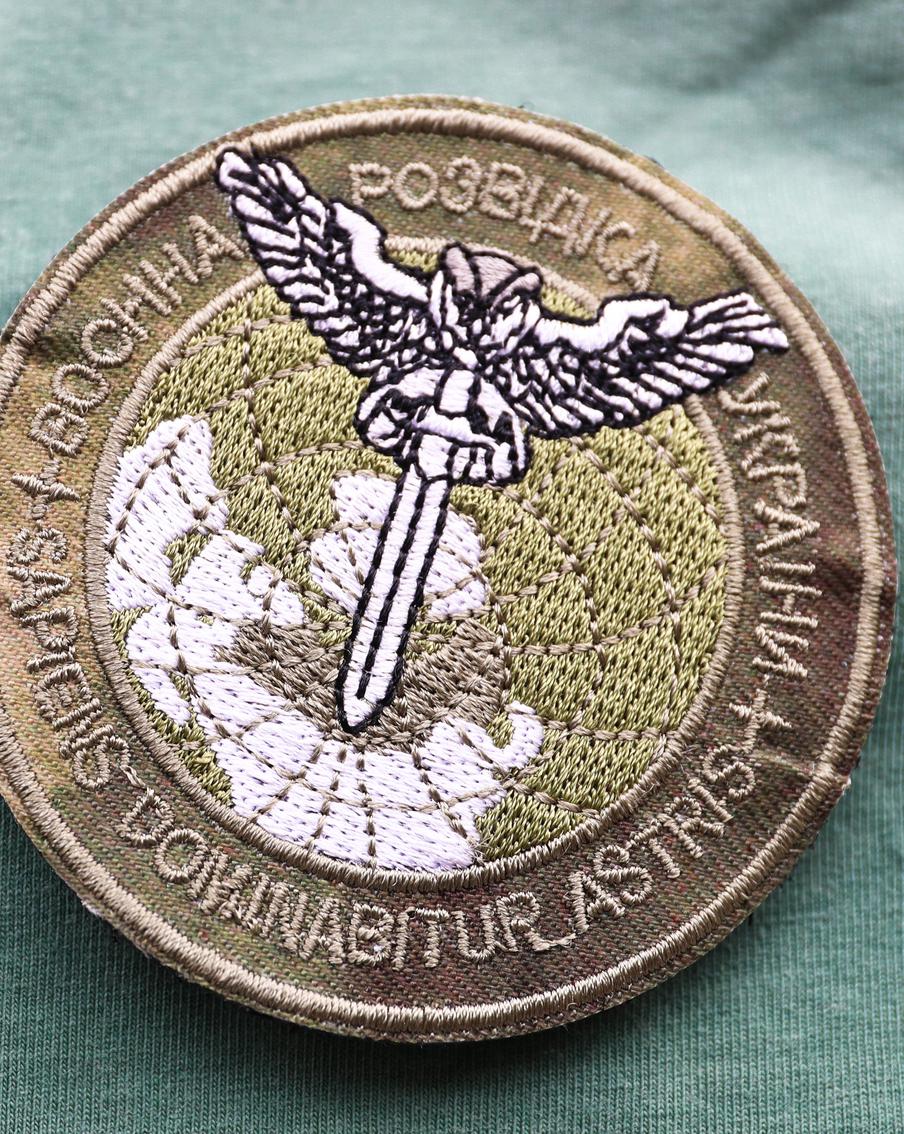 ВОЄННА РОЗВІДКА УКРАЇНИ
SAPIENS DOMINABITUR ASTRIS